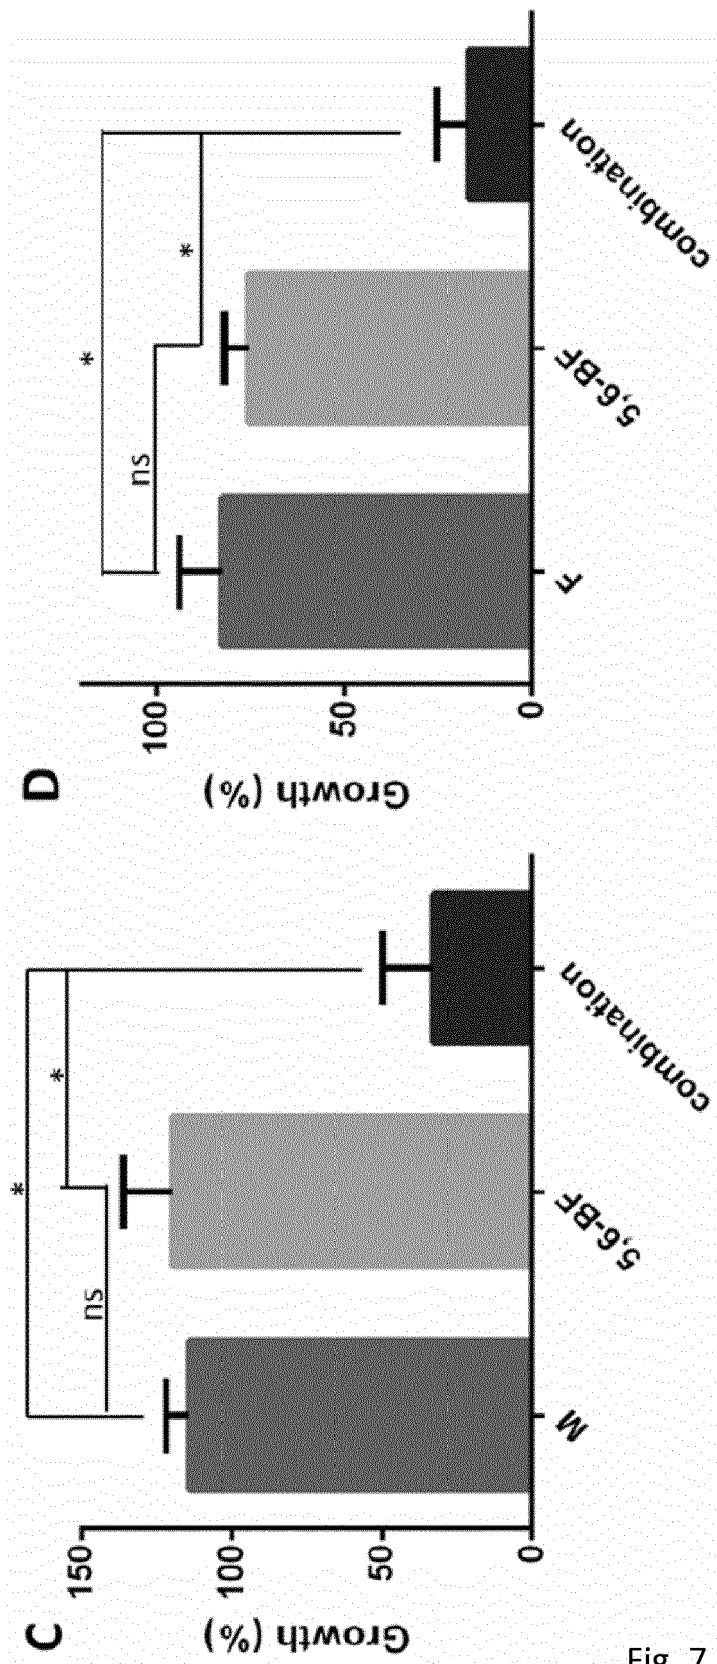 C
Growth (%)
150
100
50
0
*
*
ns
M
5,6-BF
combination
D
Growth (%)
100
50
0
*
*
ns
F
5,6-BF
combination
Fig. 7